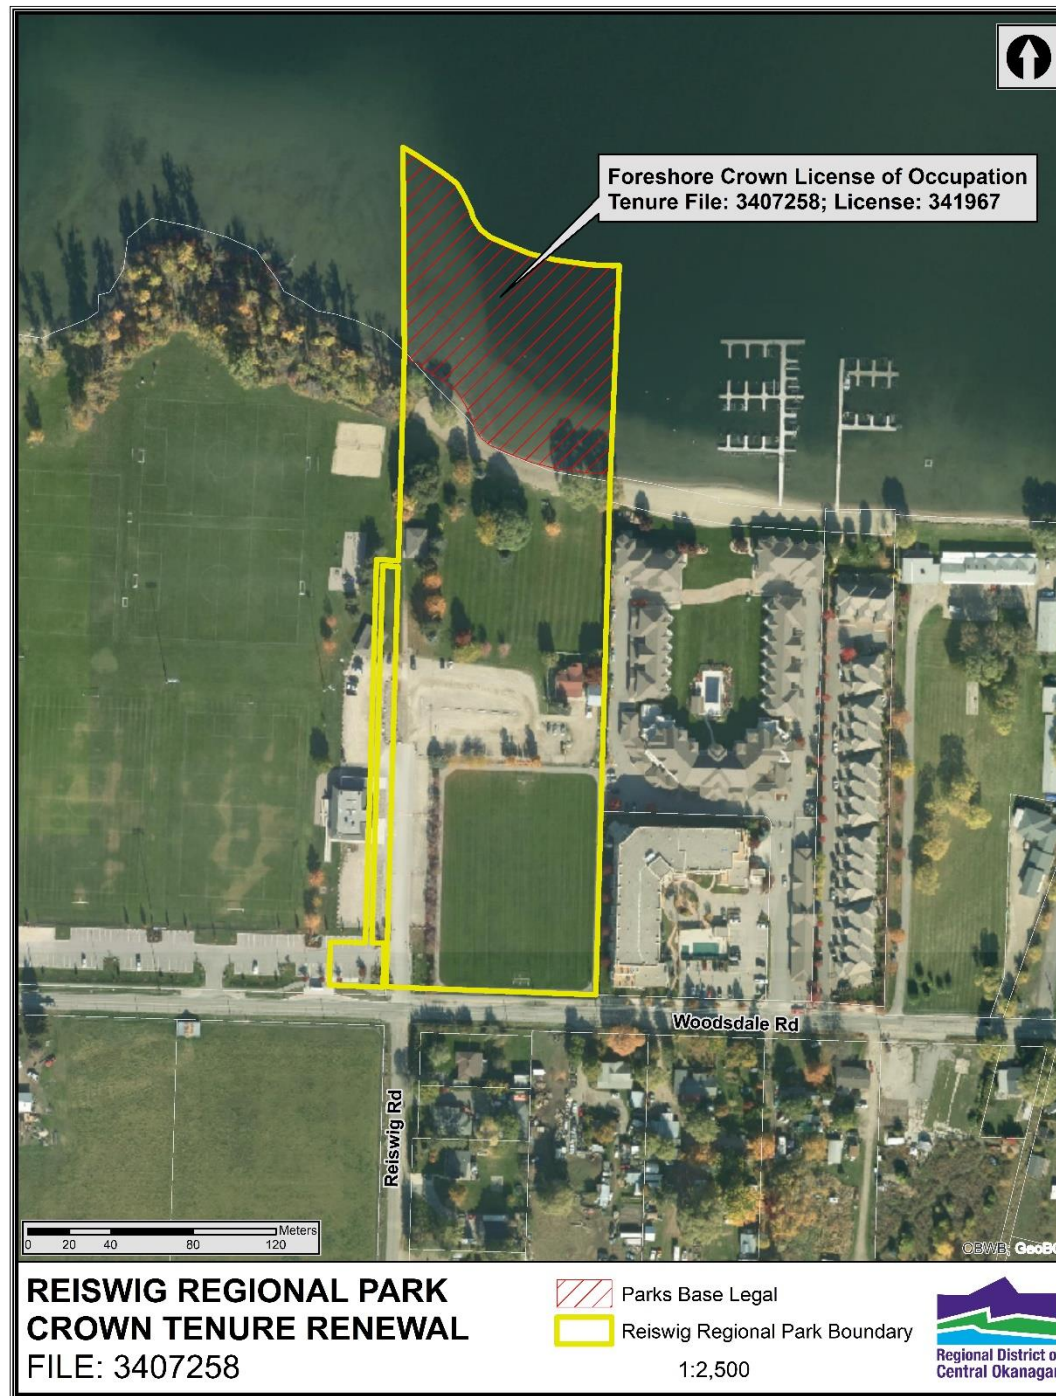 Foreshore Crown License of Occupation
Tenure File: 3407258; License: 341967
Woodsdale Rd
Reiswig Rd
Meters
0 20 40 80 120
OBWB, GeoBC
REISWIG REGIONAL PARK
CROWN TENURE RENEWAL
FILE: 3407258
Parks Base Legal
Reiswig Regional Park Boundary
1:2,500
Regional District o
Central Okanagan